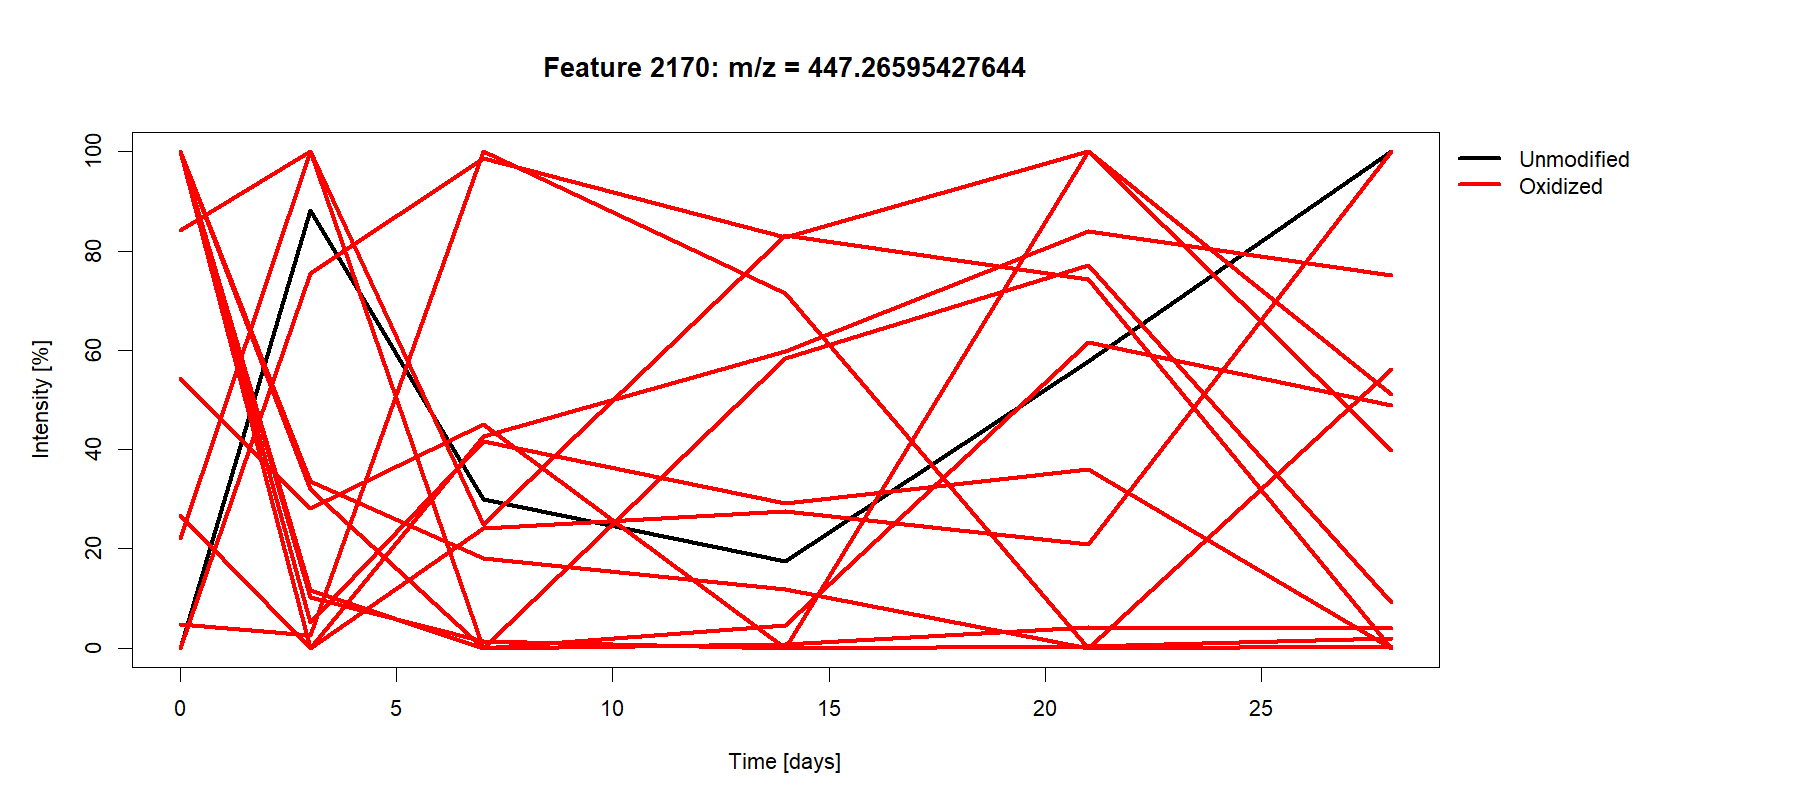 Feature 2170: m/z = 447.26595427644
100
80
60
40
20
0
Intensity [%]
0 5 10 15 20 25
Time [days]
Unmodified
Oxidized